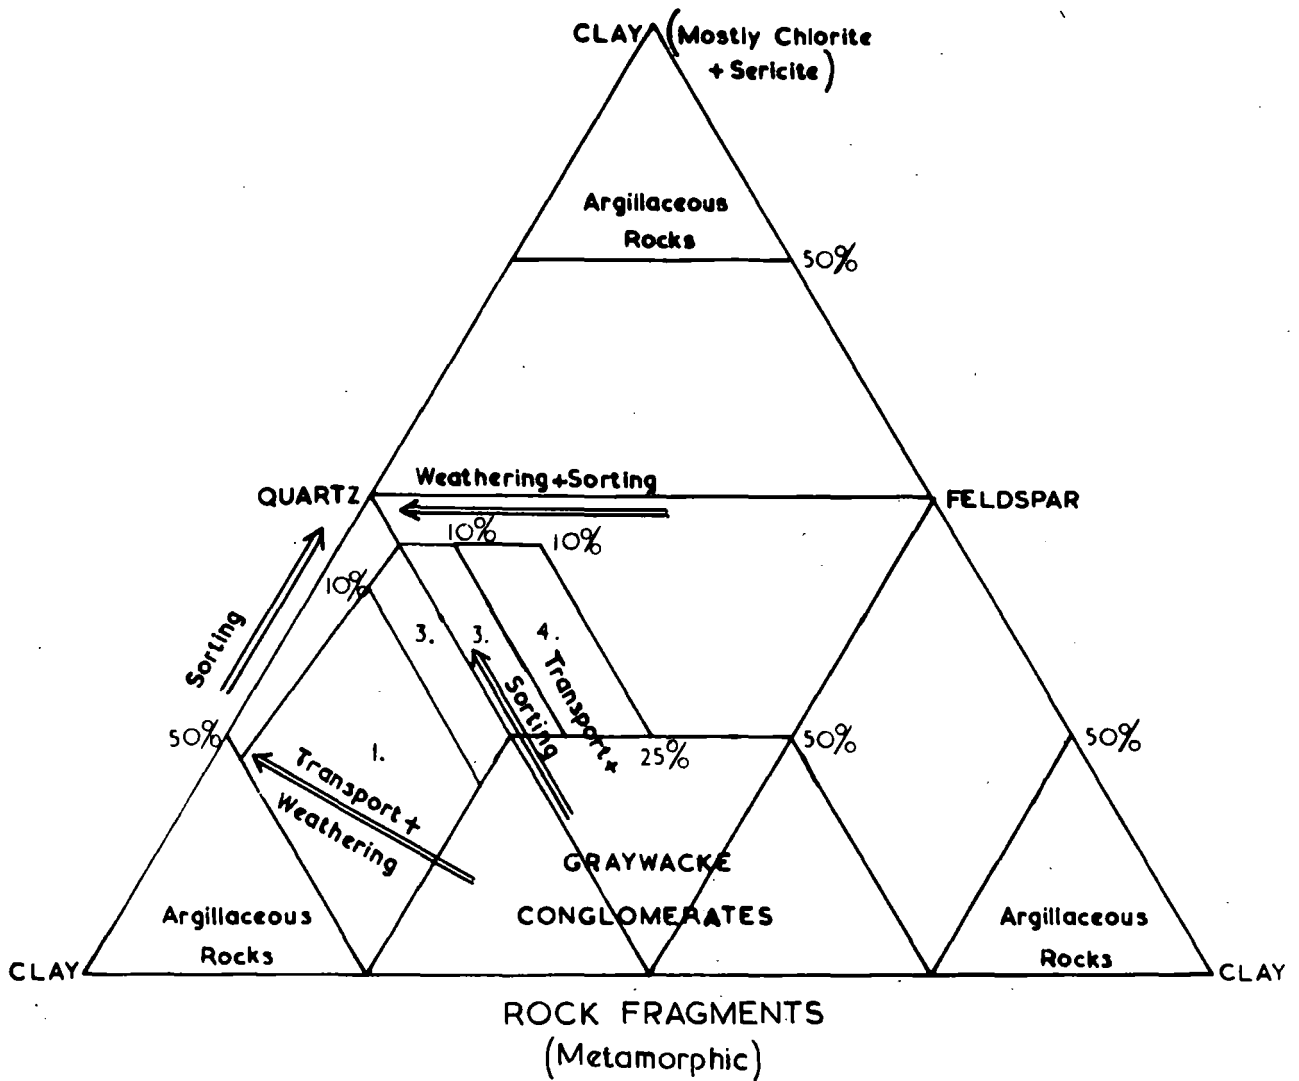 CLAY (Mostly Chlorite
+ Sericite)
Argillaceous
Rocks
50%
Weathering+Sorting
QUARTZ
FELDSPAR
10%
10%
10%
Sorting
3.
3.
4.
Transport+
Sorting
50%
1.
25%
50%
50%
Transport+
Weathering
GRAYWACKE
CONGLOMERATES
Argillaceous
Rocks
Argillaceous
Rocks
CLAY
CLAY
ROCK FRAGMENTS
(Metamorphic)